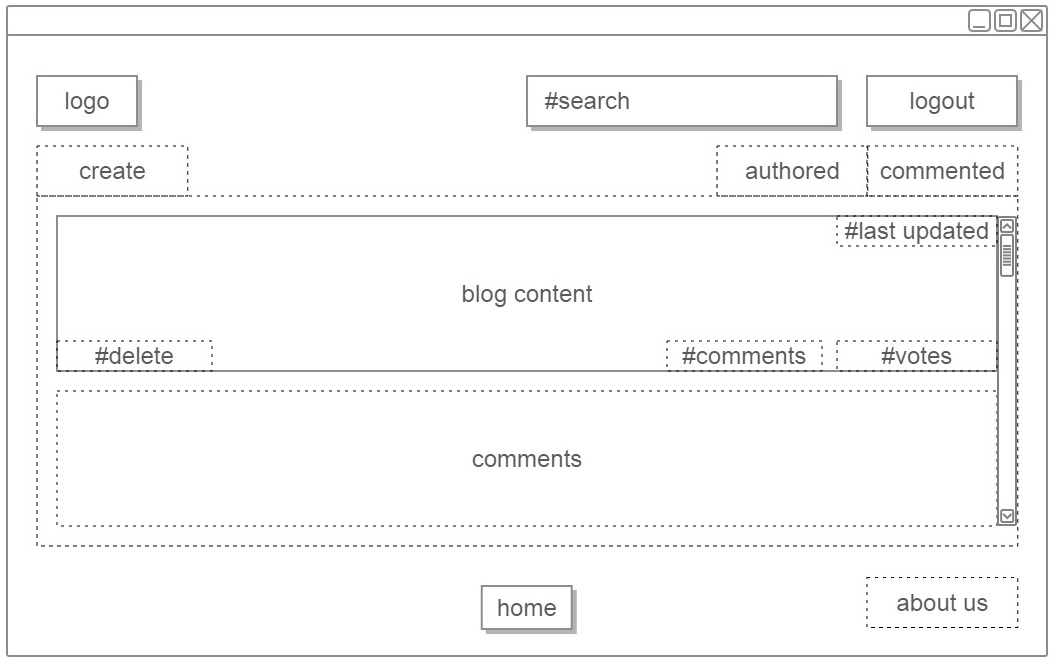 logo
#search
logout
create
authored
commented
#last updated
blog content
#delete
#comments
#votes
comments
home
about us